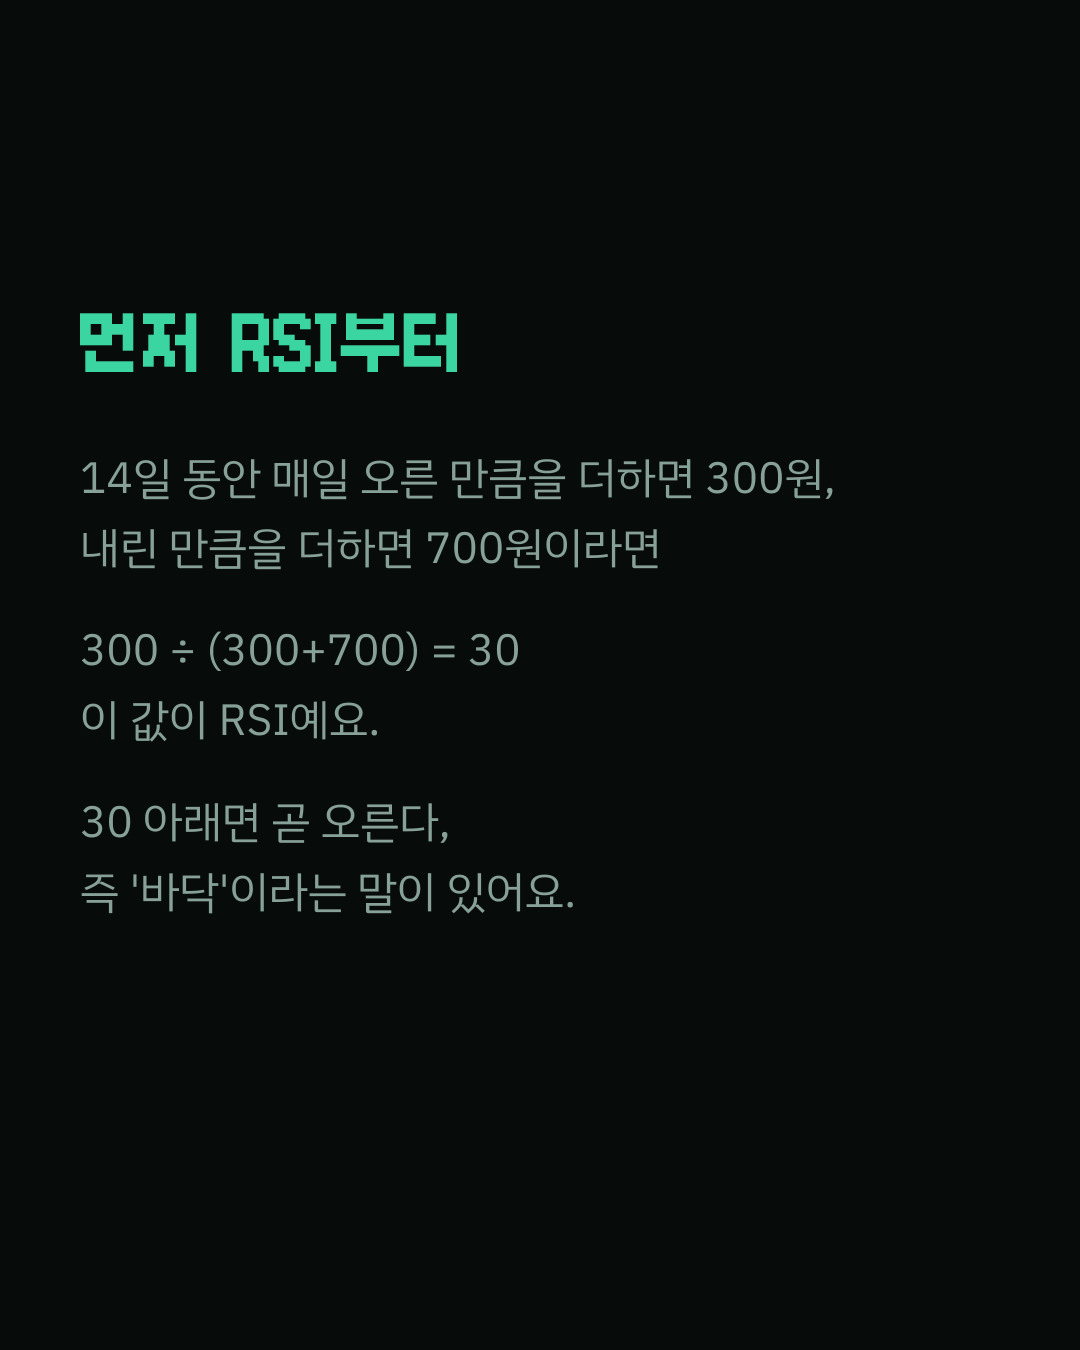 먼저 RSI부터
14일 동안 매일 오른 만큼을 더하면 300원,
내린 만큼을 더하면 700원이라면
300 ÷ (300+700) = 30
이 값이 RSI예요.
30 아래면 곧 오른다,
즉 '바닥'이라는 말이 있어요.